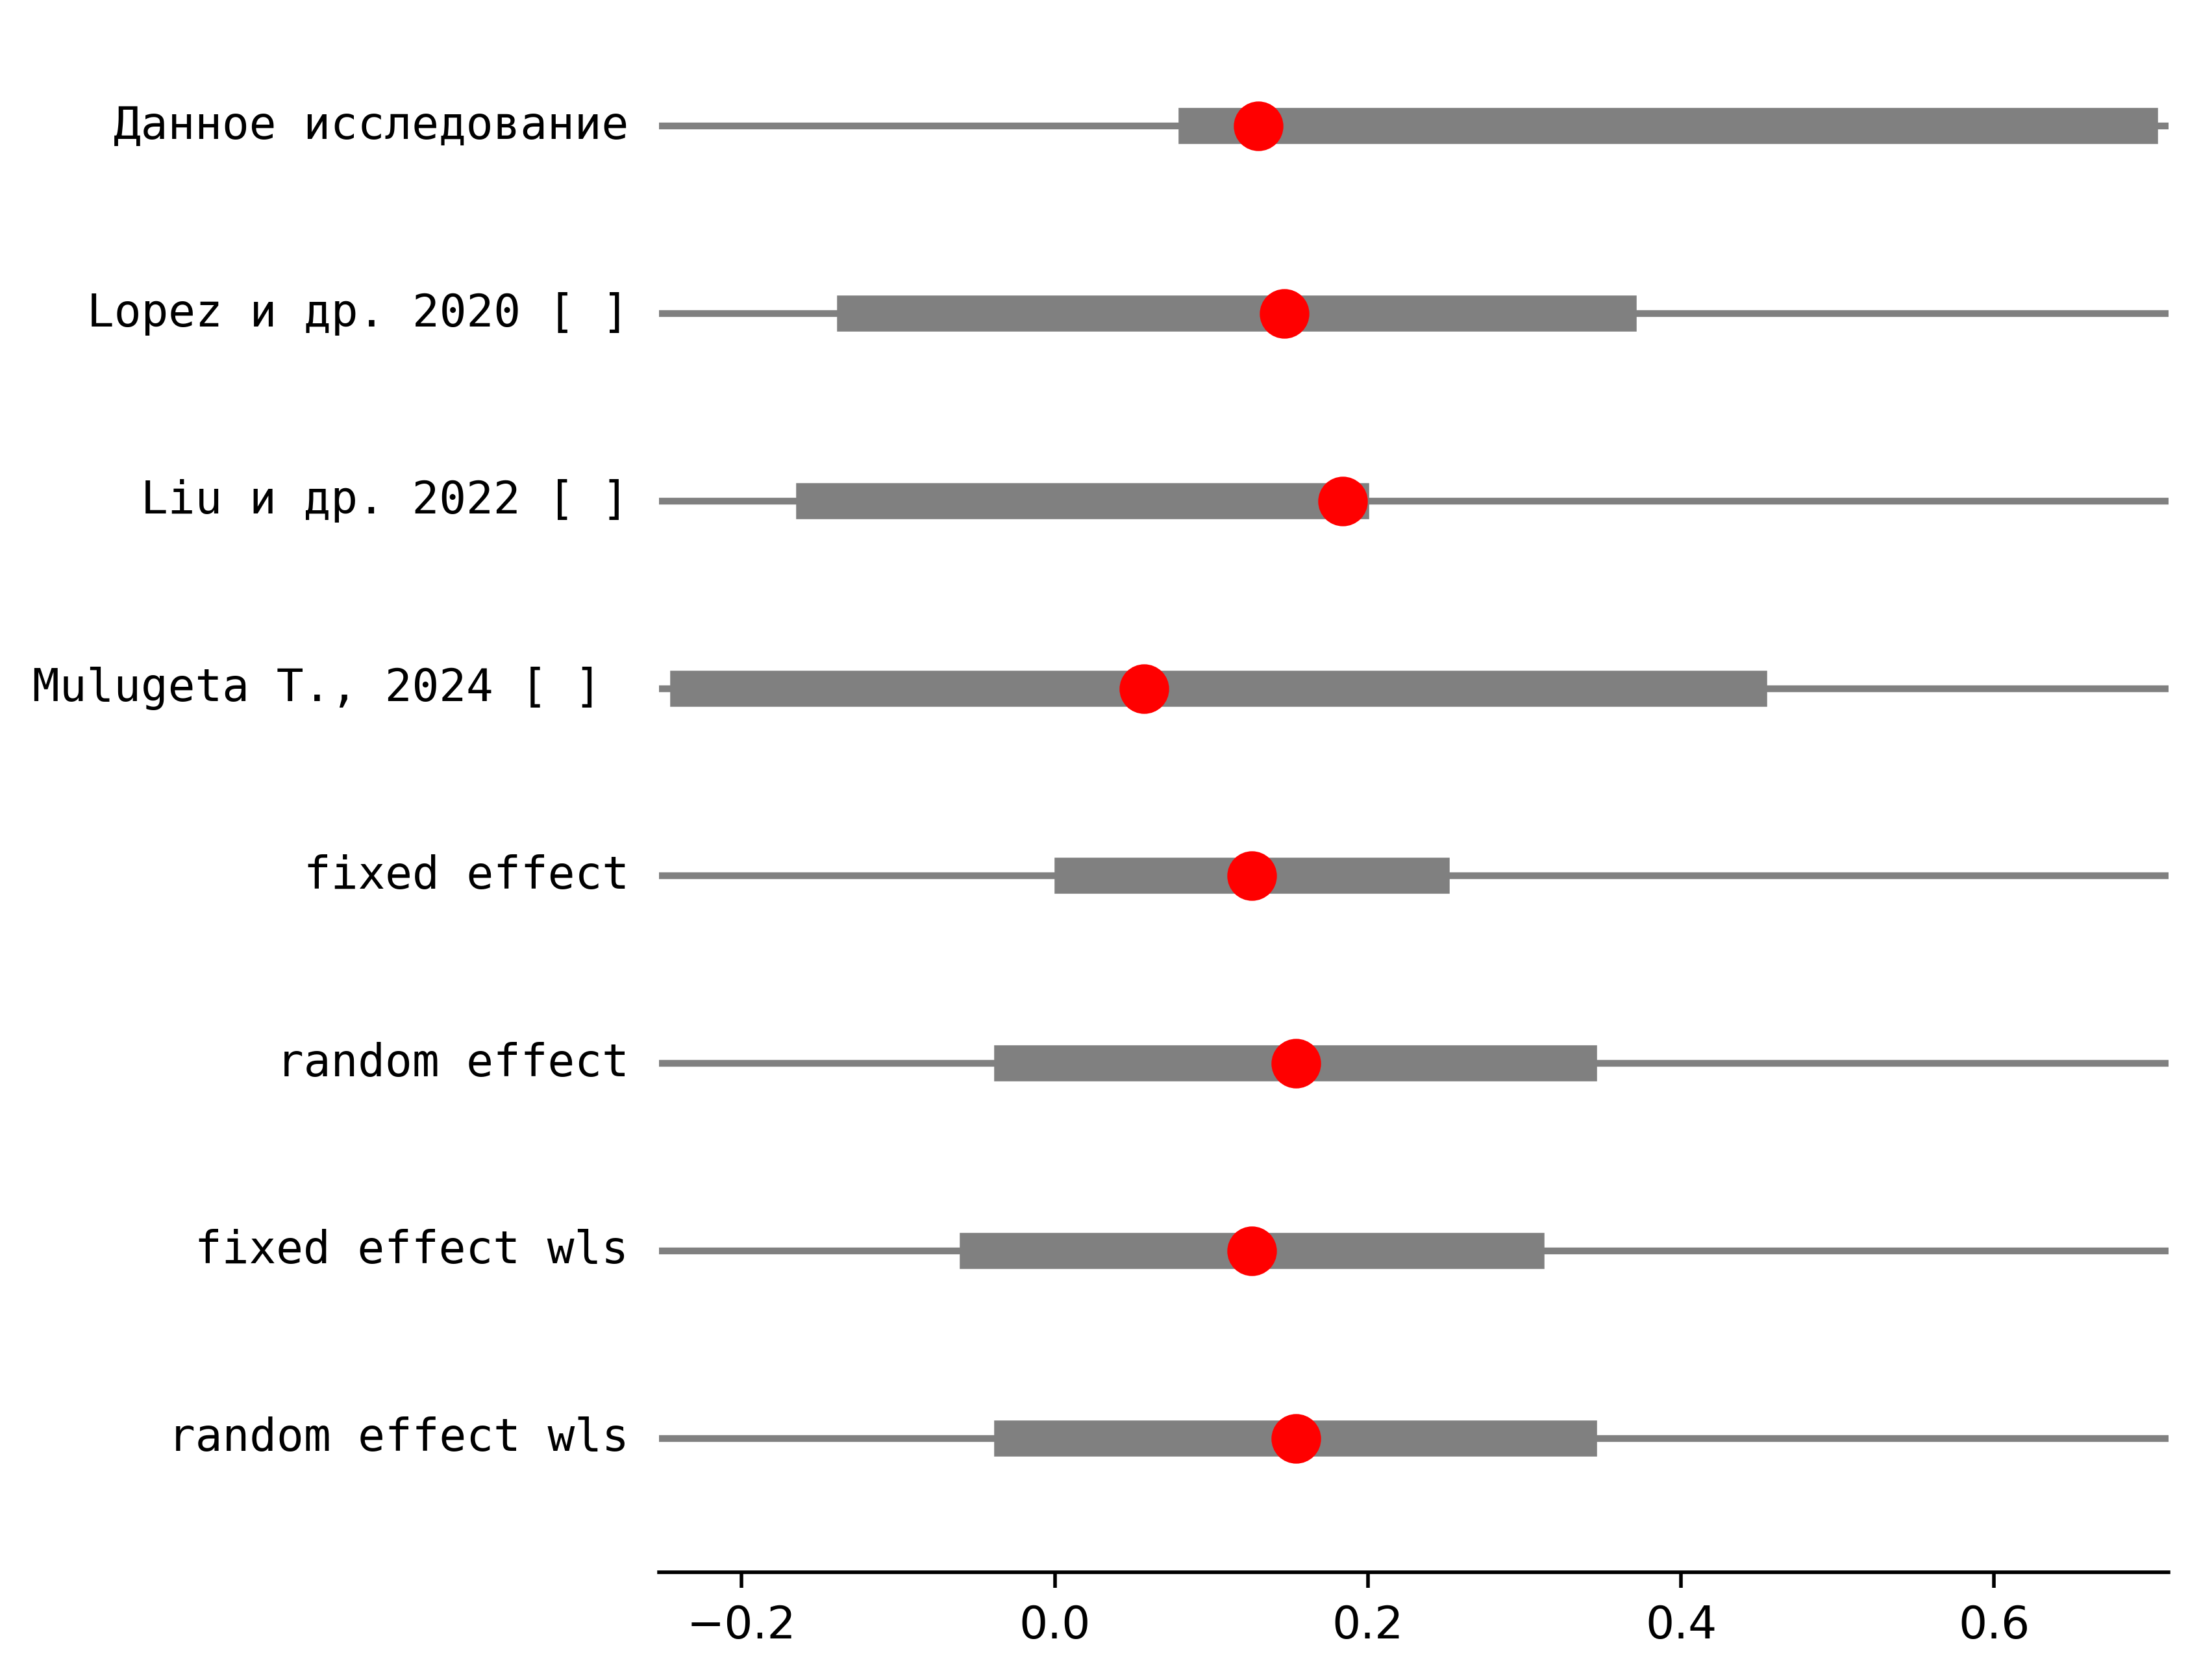 Данное исследование
Lopez и др. 2020 [ ]
Liu и др. 2022 [ ]
Mulugeta T., 2024 [ ]
fixed effect
random effect
fixed effect wls
random effect wls
−0.2 0.0 0.2 0.4 0.6